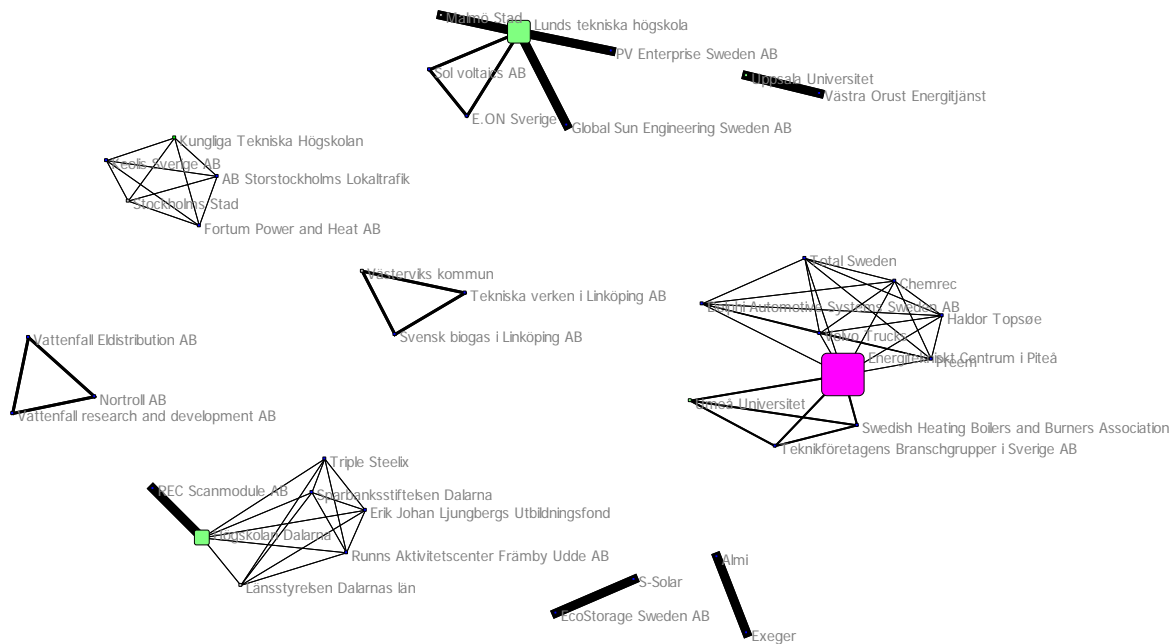 Malmö Stad
Lunds tekniska högskola
PV Enterprise Sweden AB
Sol voltaics AB
Uppsala Universitet
Västra Orust Energitjänst
E.ON Sverige
Global Sun Engineering Sweden AB
Kungliga Tekniska Högskolan
Keolis Sverige AB
AB Storstockholms Lokaltrafik
Stockholms Stad
Fortum Power and Heat AB
Total Sweden
Västerviks kommun
Chemrec
Tekniska verken i Linköping AB
Delphi Automotive Systems Sweden AB
Haldor Topsøe
Svensk biogas i Linköping AB
Volvo Trucks
Vattenfall Eldistribution AB
Energitekniskt Centrum i Piteå
Preem
Nortroll AB
Umeå Universitet
Vattenfall research and development AB
Swedish Heating Boilers and Burners Association
Teknikföretagens Branschgrupper i Sverige AB
Triple Steelix
REC Scanmodule AB
Sparbanksstiftelsen Dalarna
Erik Johan Ljungbergs Utbildningsfond
Högskolan Dalarna
Runns Aktivitetscenter Främby Udde AB
Almi
S-Solar
Länsstyrelsen Dalarnas län
EcoStorage Sweden AB
Exeger